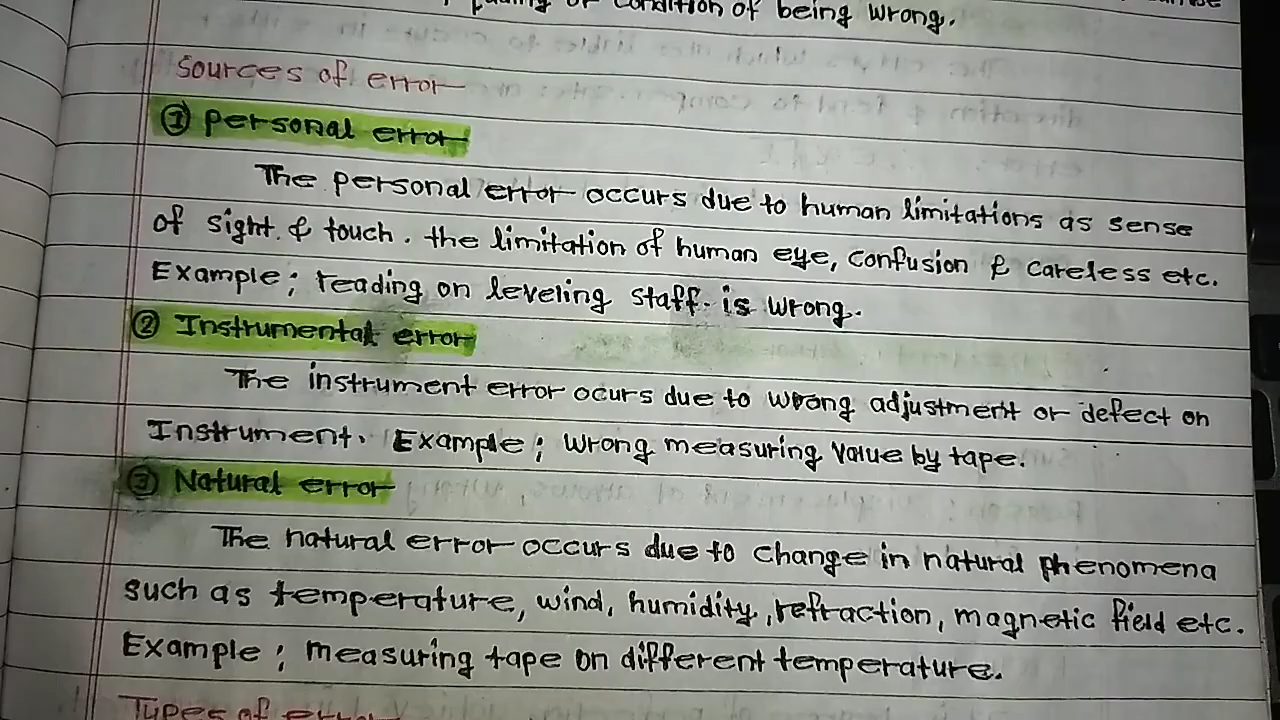 condition of being wrong.
Sources of error
① personal error
The personal error occurs due to human limitations as sense
of sight & touch. the limitation of human eye, confusion & careless etc.
Example; reading on leveling staff is wrong.
② Instrumental error
The instrument error ocurs due to wrong adjustment or defect on
Instrument. Example; wrong measuring value by tape.
③ Natural error
The natural error occurs due to change in natural phenomena
such as temperature, wind, humidity, refraction, magnetic field etc.
Example; measuring tape on different temperature.
Types of error